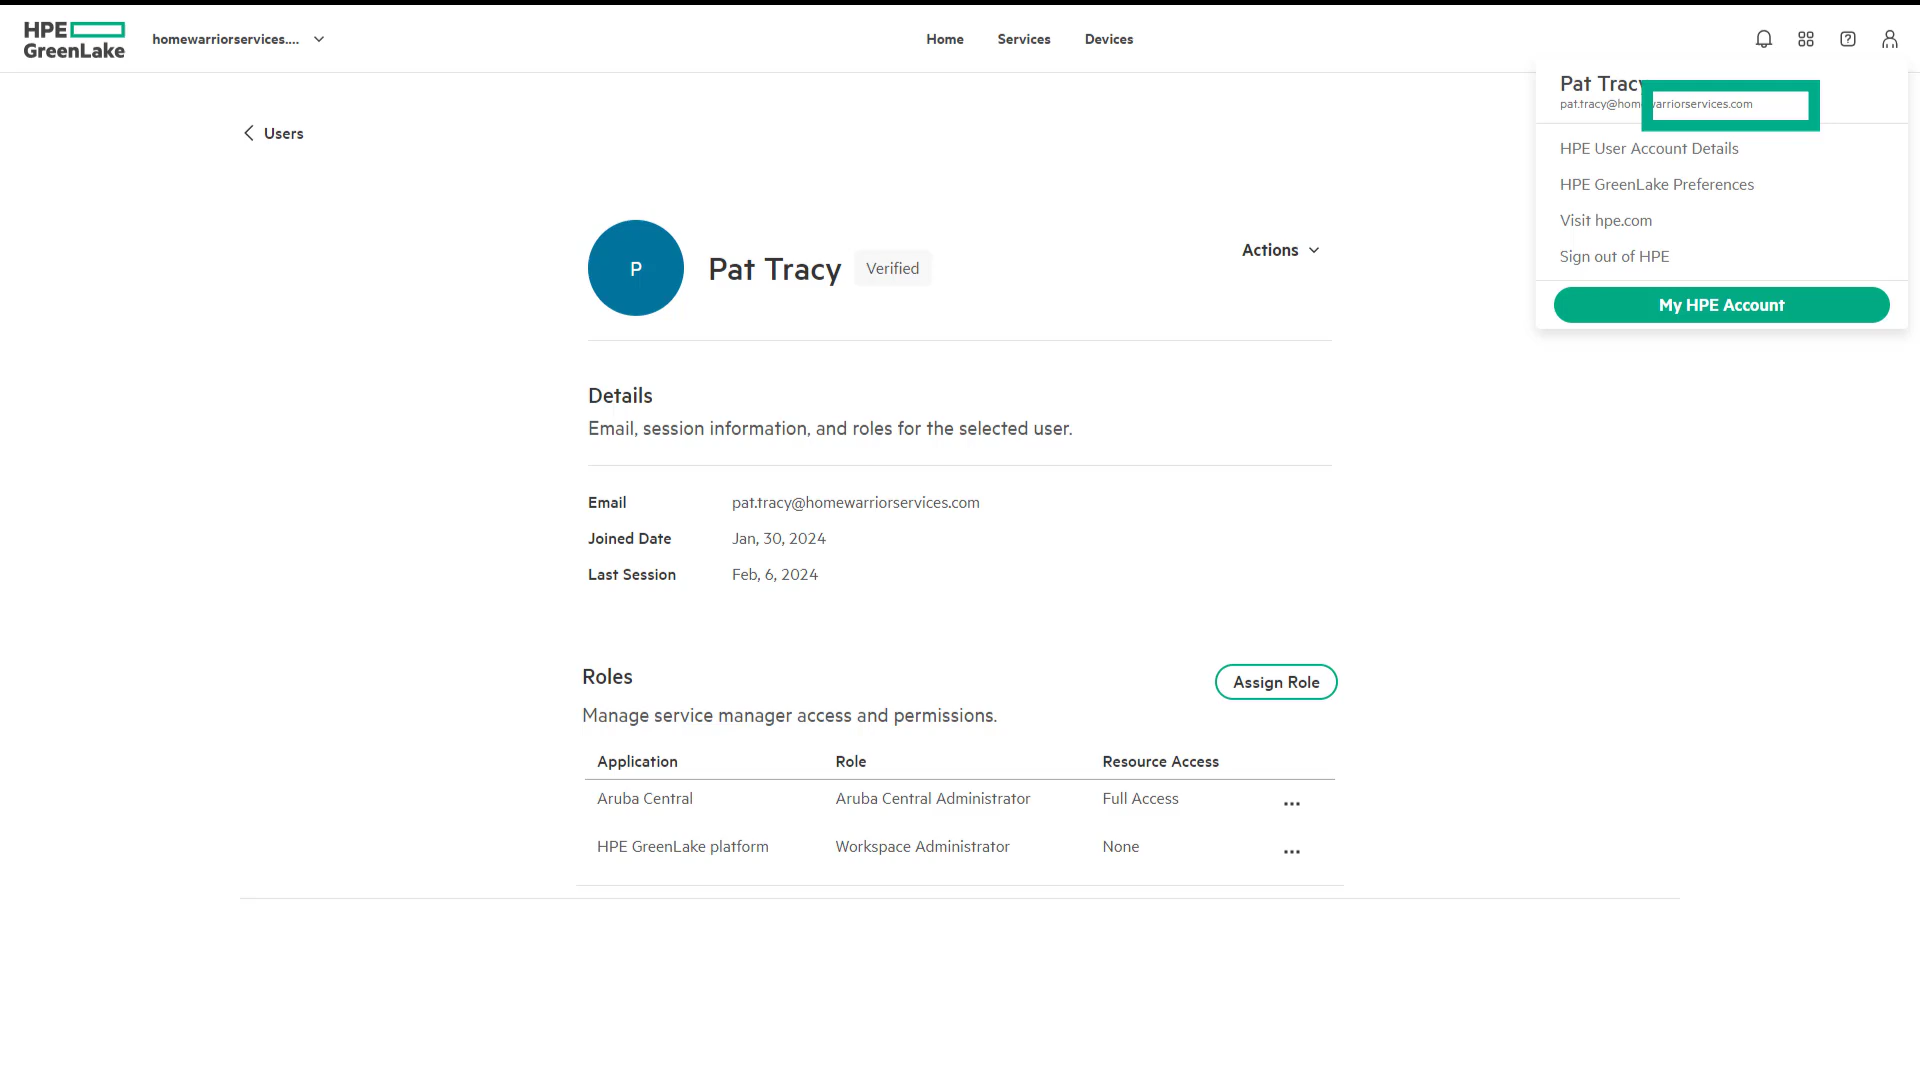 HPE
GreenLake
homewarriorservices....
Home
Services
Devices
Pat Tracy
pat.tracy@homewarriorservices.com
HPE User Account Details
HPE GreenLake Preferences
Visit hpe.com
Sign out of HPE
My HPE Account
Users
P
Pat Tracy
Verified
Actions
Details
Email, session information, and roles for the selected user.
Email pat.tracy@homewarriorservices.com
Joined Date Jan, 30, 2024
Last Session Feb, 6, 2024
Roles
Assign Role
Manage service manager access and permissions.
Application Role Resource Access
Aruba Central Aruba Central Administrator Full Access ...
HPE GreenLake platform Workspace Administrator None ...